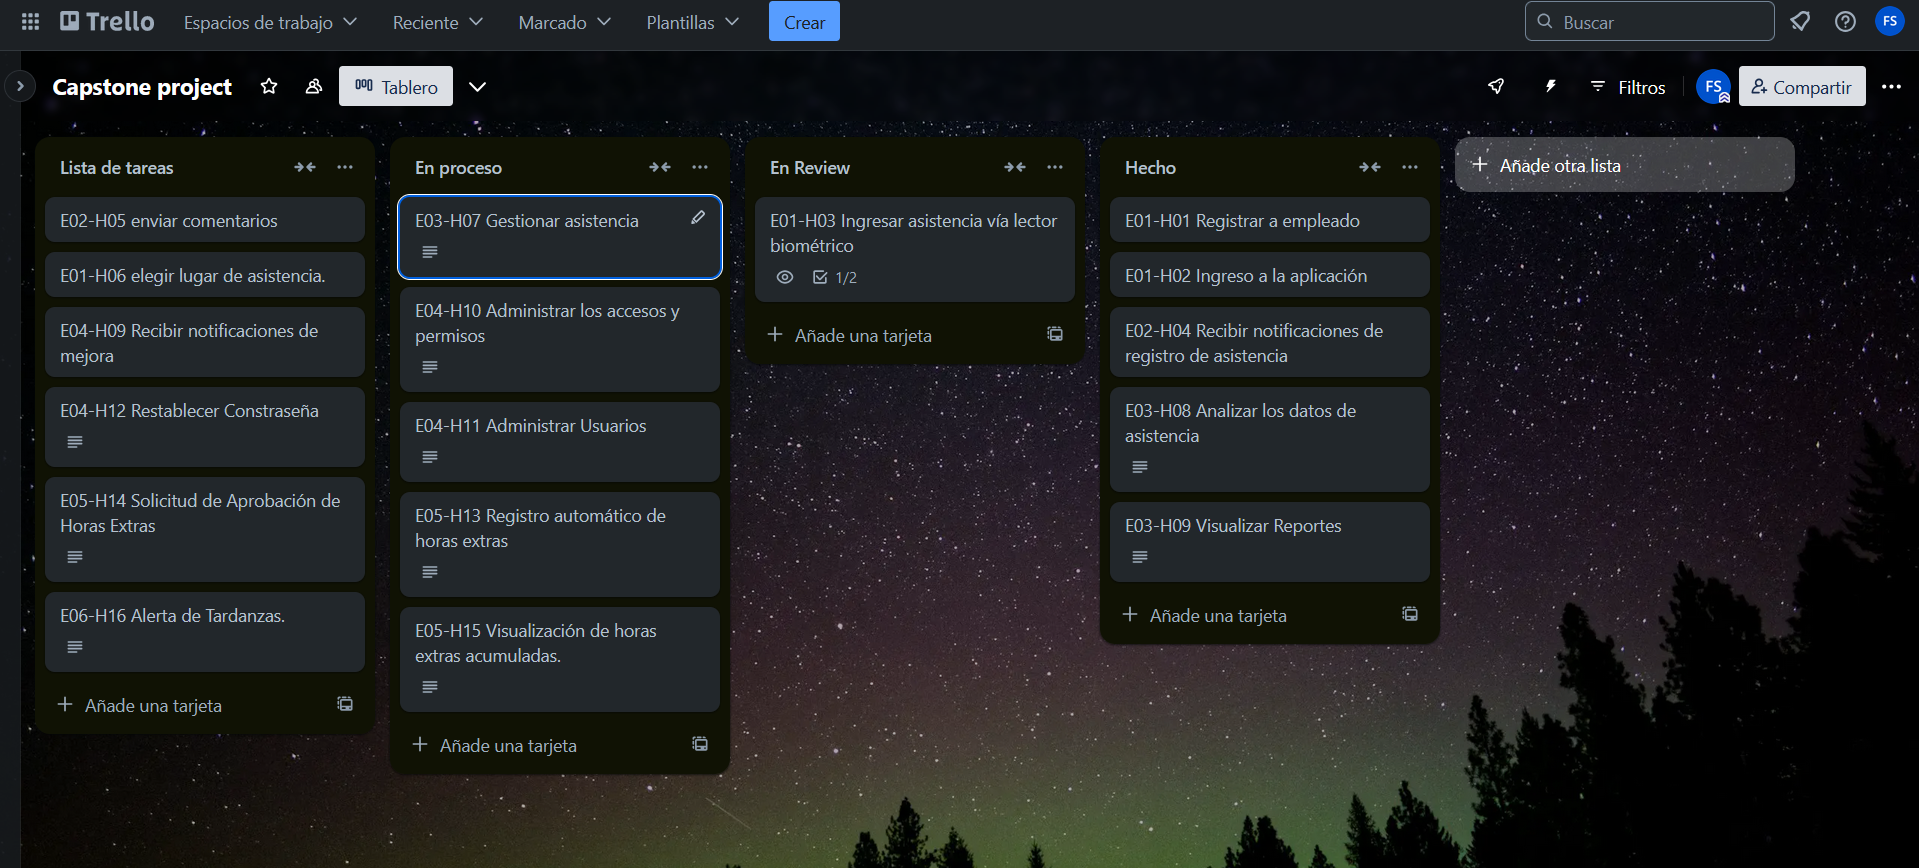 Trello
Espacios de trabajo
Reciente
Marcado
Plantillas
Crear
Buscar
FS
Capstone project
Tablero
Filtros
FS
Compartir
Lista de tareas
E02-H05 enviar comentarios
E01-H06 elegir lugar de asistencia.
E04-H09 Recibir notificaciones de
mejora
E04-H12 Restablecer Constraseña
E05-H14 Solicitud de Aprobación de
Horas Extras
E06-H16 Alerta de Tardanzas.
Añade una tarjeta
En proceso
E03-H07 Gestionar asistencia
E04-H10 Administrar los accesos y
permisos
E04-H11 Administrar Usuarios
E05-H13 Registro automático de
horas extras
E05-H15 Visualización de horas
extras acumuladas.
Añade una tarjeta
En Review
E01-H03 Ingresar asistencia vía lector
biométrico
1/2
Añade una tarjeta
Hecho
E01-H01 Registrar a empleado
E01-H02 Ingreso a la aplicación
E02-H04 Recibir notificaciones de
registro de asistencia
E03-H08 Analizar los datos de
asistencia
E03-H09 Visualizar Reportes
Añade una tarjeta
Añade otra lista